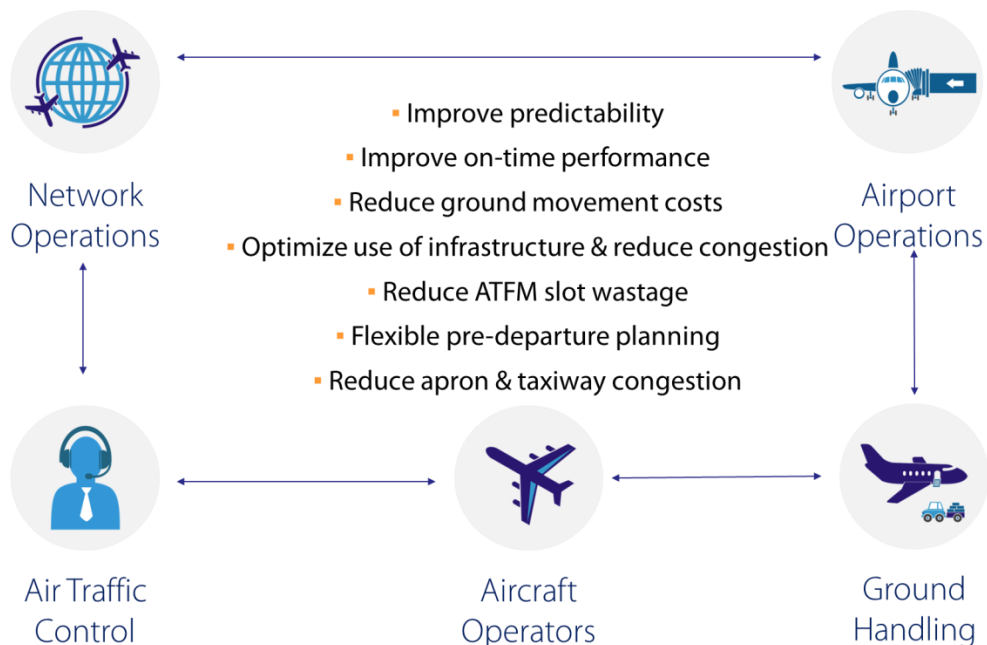 Network
Operations
Airport
Operations
▪ Improve predictability
▪ Improve on-time performance
▪ Reduce ground movement costs
▪ Optimize use of infrastructure & reduce congestion
▪ Reduce ATFM slot wastage
▪ Flexible pre-departure planning
▪ Reduce apron & taxiway congestion
Air Traffic
Control
Aircraft
Operators
Ground
Handling